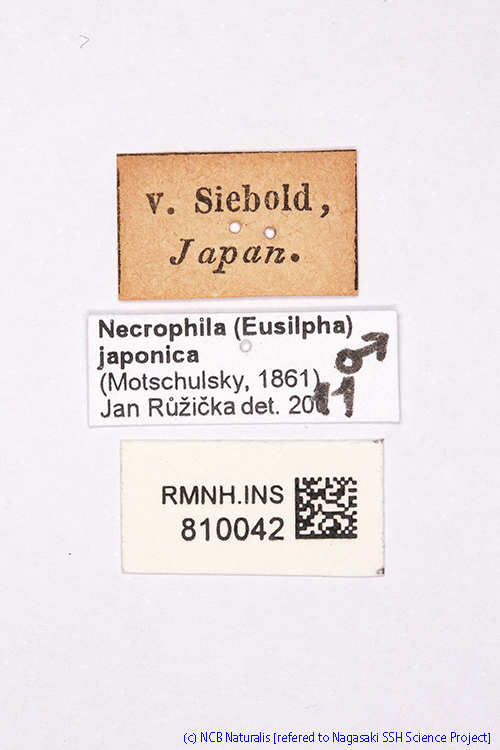 v. Siebold,
Japan.
Necrophila (Eusilpha)
japonica
(Motschulsky, 1861) ♂
Jan Růžička det. 2011
RMNH.INS
810042
(c) NCB Naturalis [refered to Nagasaki SSH Science Project]